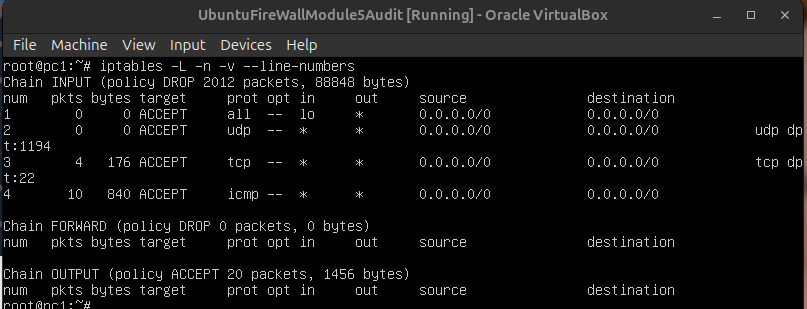 UbuntuFireWallModule5Audit [Running] - Oracle VirtualBox
File Machine View Input Devices Help
root@pc1:~# iptables -L -n -v --line-numbers
Chain INPUT (policy DROP 2012 packets, 88848 bytes)
num pkts bytes target prot opt in out source destination
1 0 0 ACCEPT all -- lo * 0.0.0.0/0 0.0.0.0/0
2 0 0 ACCEPT udp -- * * 0.0.0.0/0 0.0.0.0/0 udp dp
t:1194
3 4 176 ACCEPT tcp -- * * 0.0.0.0/0 0.0.0.0/0 tcp dp
t:22
4 10 840 ACCEPT icmp -- * * 0.0.0.0/0 0.0.0.0/0
Chain FORWARD (policy DROP 0 packets, 0 bytes)
num pkts bytes target prot opt in out source destination
Chain OUTPUT (policy ACCEPT 20 packets, 1456 bytes)
num pkts bytes target prot opt in out source destination
root@pc1:~#